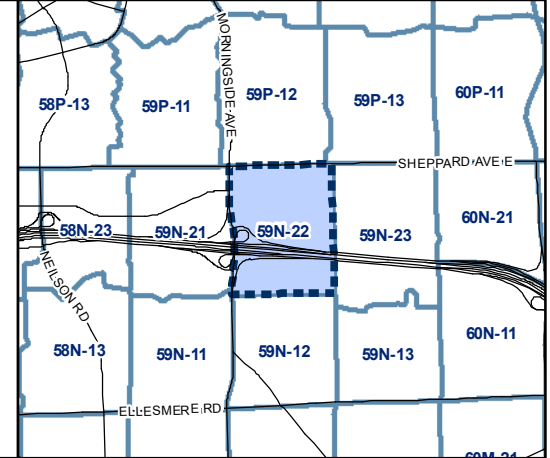 MORNINGSIDE AVE
58P-13
59P-11
59P-12
59P-13
60P-11
SHEPPARD AVE E
58N-23
59N-21
59N-22
59N-23
60N-21
NEILSON RD
58N-13
59N-11
59N-12
59N-13
60N-11
ELLESMERE RD
60M-21